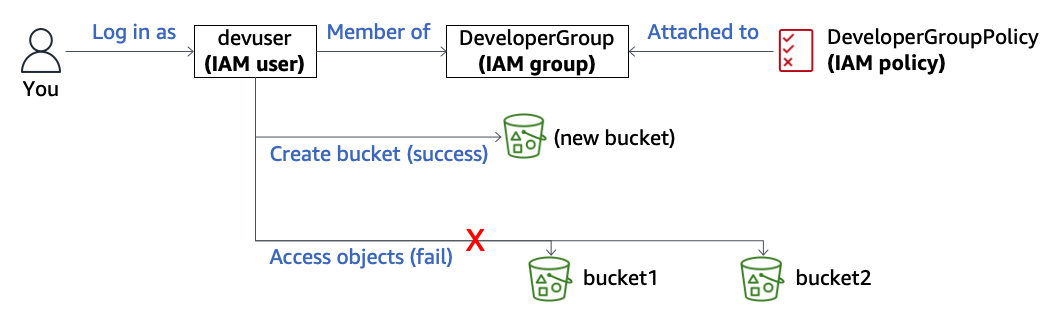 Log in as
Member of
Attached to
You
devuser
(IAM user)
DeveloperGroup
(IAM group)
DeveloperGroupPolicy
(IAM policy)
Create bucket (success)
(new bucket)
X
Access objects (fail)
bucket1
bucket2